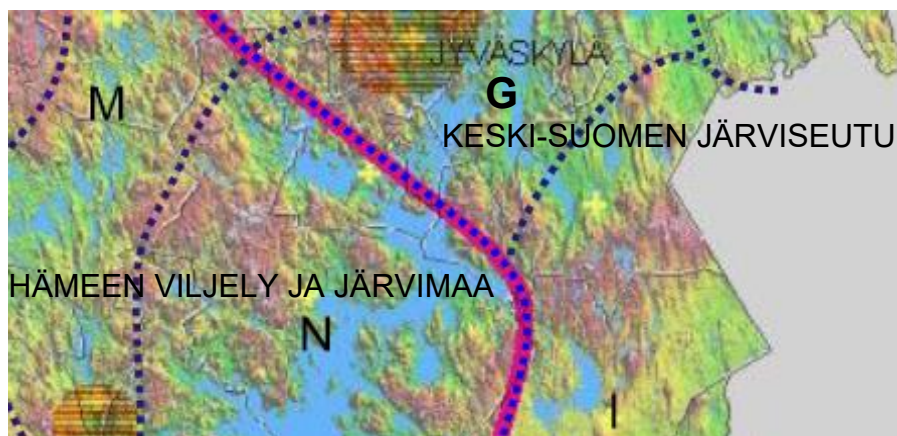 JYVÄSKYLÄ
M
G
KESKI-SUOMEN JÄRVISEUTU
HÄMEEN VILJELY JA JÄRVIMAA
N
I